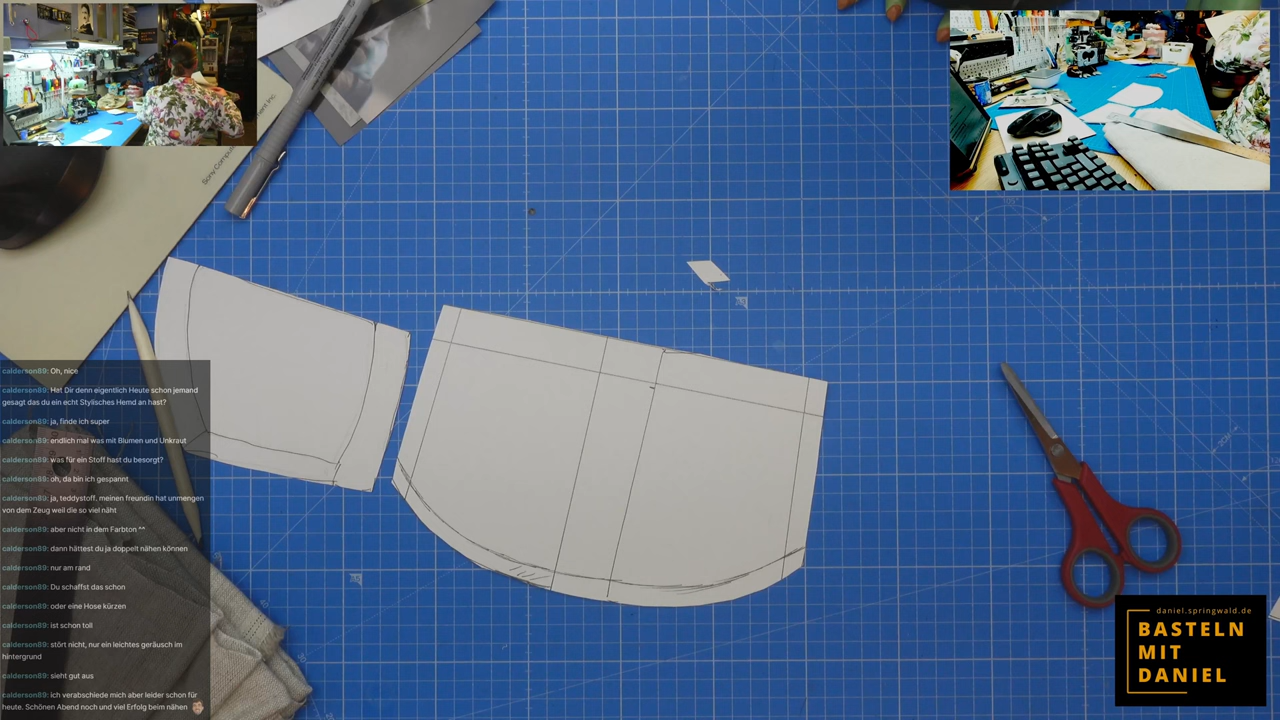 Sony Compu
calderson89: Oh, nice
calderson89: Hat Dir denn eigentlich Heute schon jemand
gesagt das du ein echt Stylisches Hemd an hast?
calderson89: ja, finde ich super
calderson89: endlich mal was mit Blumen und Unkraut
calderson89: was für ein Stoff hast du besorgt?
calderson89: oh, da bin ich gespannt
calderson89: ja, teddystoff. meinen freundin hat unmengen
von dem Zeug weil die so viel näht
calderson89: aber nicht in dem Farbton ^^
calderson89: dann hättest du ja doppelt nähen können
calderson89: nur am rand
calderson89: Du schaffst das schon
calderson89: oder eine Hose kürzen
calderson89: ist schon toll
calderson89: stört nicht, nur ein leichtes geräusch im
hintergrund
calderson89: sieht gut aus
calderson89: ich verabschiede mich aber leider schon für
heute. Schönen Abend noch und viel Erfolg beim nähen
daniel.springwald.de
BASTELN
MIT
DANIEL